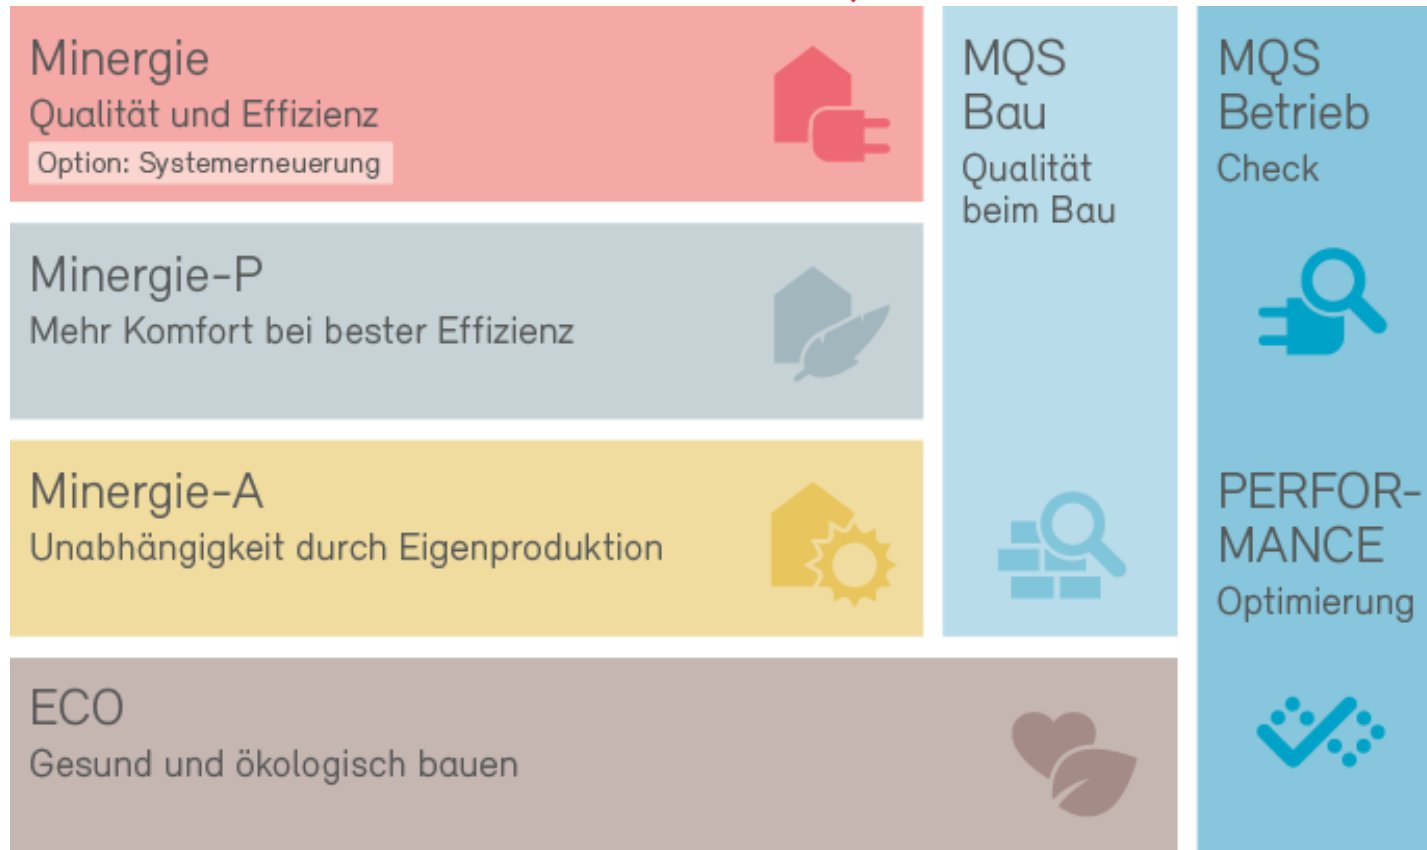 Minergie
Qualität und Effizienz
Option: Systemerneuerung
Minergie-P
Mehr Komfort bei bester Effizienz
Minergie-A
Unabhängigkeit durch Eigenproduktion
ECO
Gesund und ökologisch bauen
MQS
Bau
Qualität
beim Bau
MQS
Betrieb
Check
PERFOR-
MANCE
Optimierung